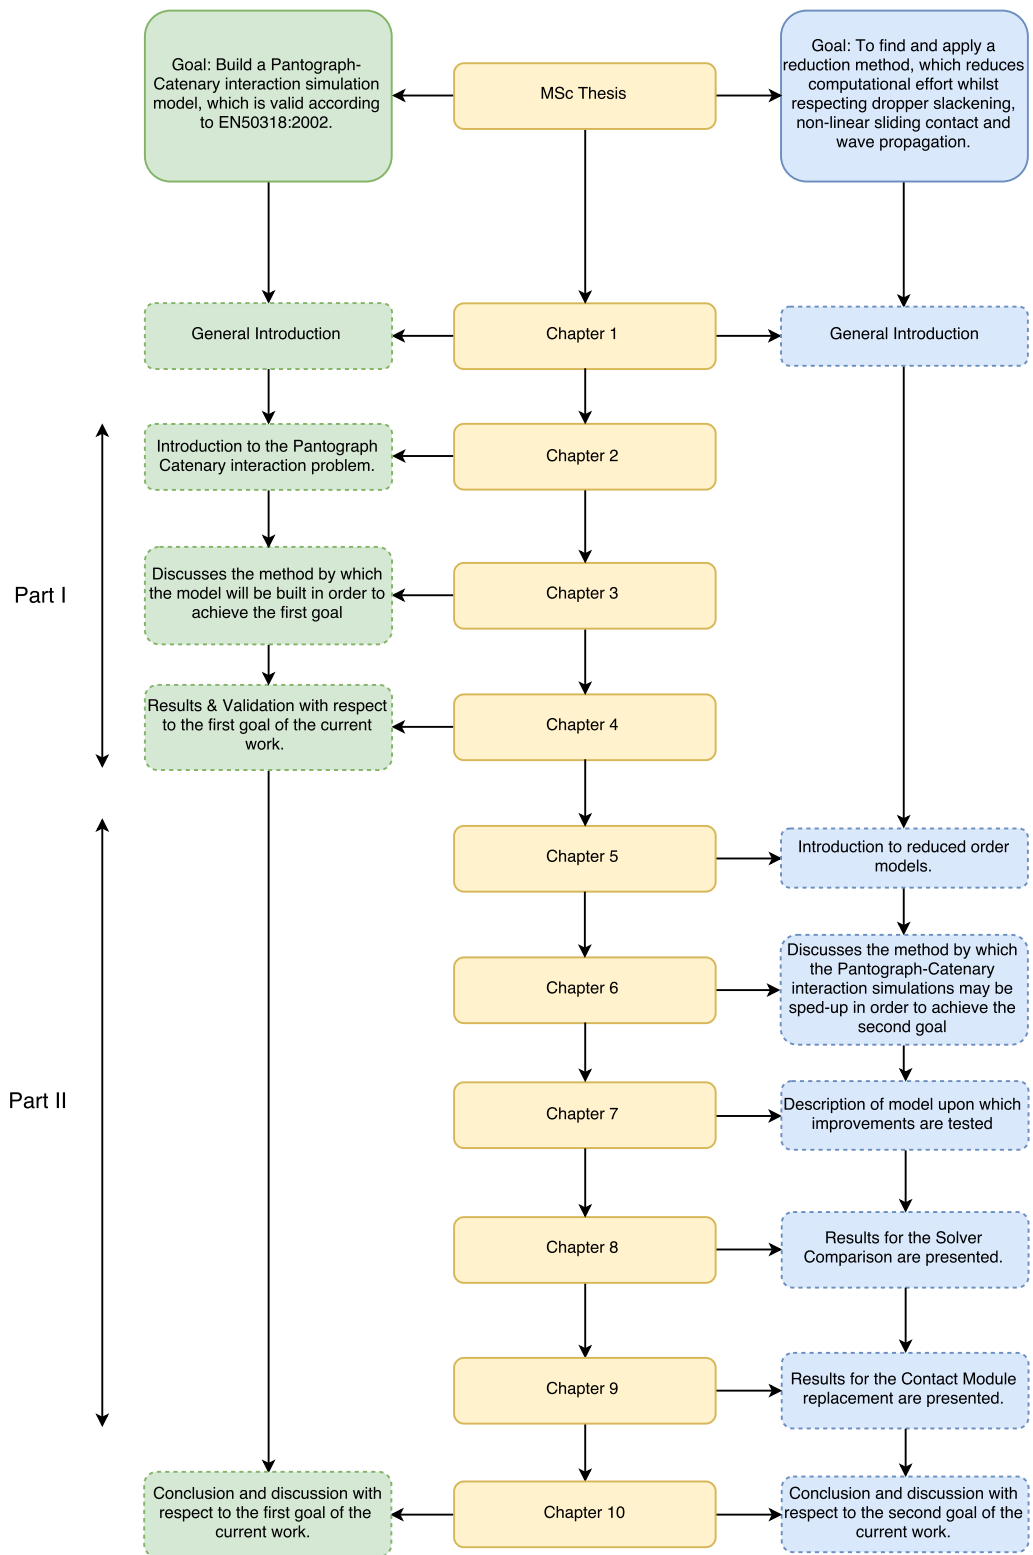 Goal: Build a Pantograph-
Catenary interaction simulation
model, which is valid according
to EN50318:2002.
MSc Thesis
Goal: To find and apply a
reduction method, which reduces
computational effort whilst
respecting dropper slackening,
non-linear sliding contact and
wave propagation.
General Introduction
Chapter 1
General Introduction
Part I
Introduction to the Pantograph
Catenary interaction problem.
Chapter 2
Discusses the method by which
the model will be built in order to
achieve the first goal
Chapter 3
Results & Validation with respect
to the first goal of the current
work.
Chapter 4
Part II
Chapter 5
Introduction to reduced order
models.
Chapter 6
Discusses the method by which
the Pantograph-Catenary
interaction simulations may be
sped-up in order to achieve the
second goal
Chapter 7
Description of model upon which
improvements are tested
Chapter 8
Results for the Solver
Comparison are presented.
Chapter 9
Results for the Contact Module
replacement are presented.
Conclusion and discussion with
respect to the first goal of the
current work.
Chapter 10
Conclusion and discussion with
respect to the second goal of the
current work.